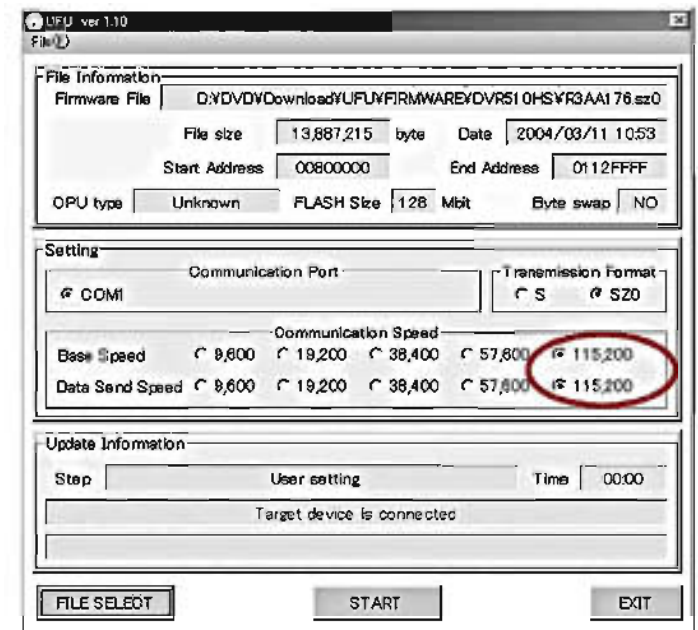 UFU ver 1.10
File(F)
File Information
Firmware File D:¥DVD¥Download¥UFU¥FIRMWARE¥DVR510HS¥R3AA176.sz0
File size 13,887,215 byte Date 2004/03/11 10:53
Start Address 00800000 End Address 0112FFFF
CPU type Unknown FLASH Size 128 Mbit Byte swap NO
Setting
Communication Port Transmission Format
COM1 S SZ0
Communication Speed
Base Speed 9,600 19,200 38,400 57,600 115,200
Data Send Speed 9,600 19,200 38,400 57,600 115,200
Update Information
Step User setting Time 00:00
Target device is connected
FILE SELECT START EXIT